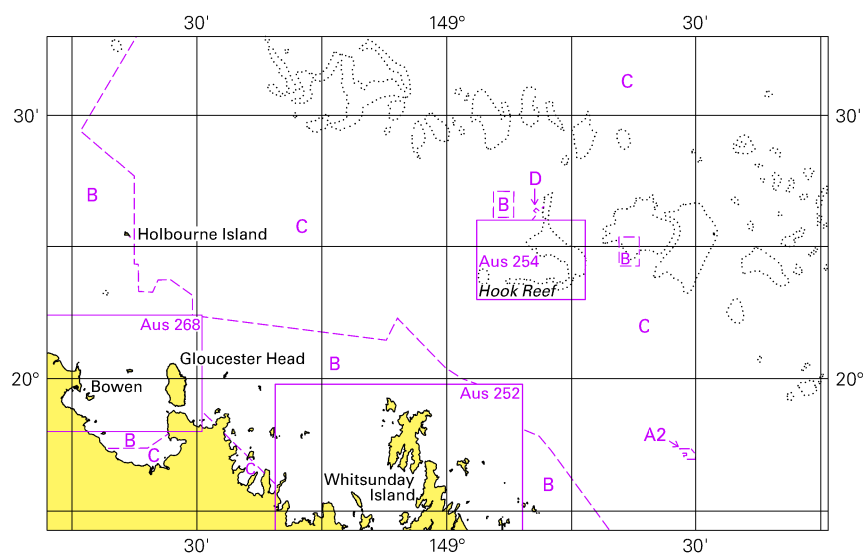 30'
149°
30'
C
30'
30'
D
B
B
C
Holbourne Island
Aus 254
B
Hook Reef
Aus 268
C
Gloucester Head
B
20°
20°
Bowen
Aus 252
A2
B
C
C
Whitsunday
Island
B
30'
149°
30'